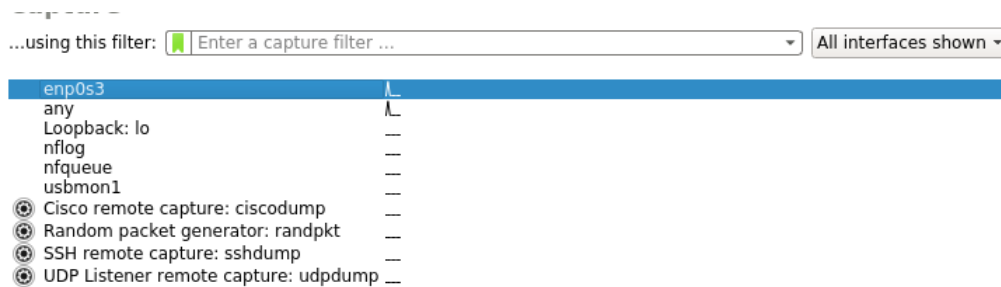 Capture
...using this filter: Enter a capture filter ... All interfaces shown
enp0s3
any
Loopback: lo
nflog
nfqueue
usbmon1
Cisco remote capture: ciscodump
Random packet generator: randpkt
SSH remote capture: sshdump
UDP Listener remote capture: udpdump